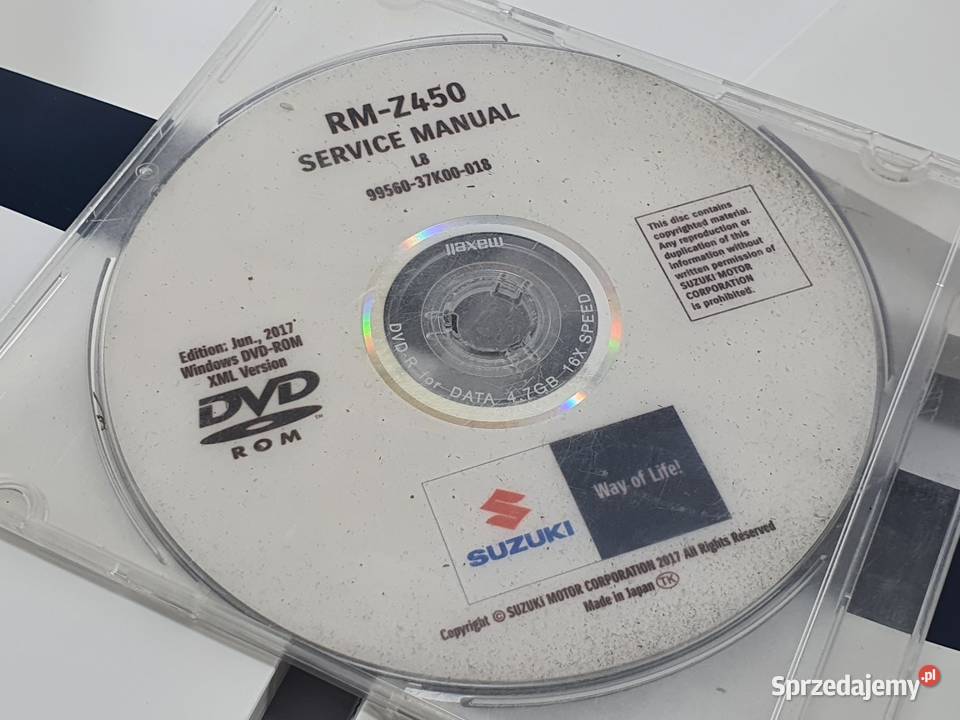 RM-Z450
SERVICE MANUAL
L8
99560-37K00-018
This disc contains
copyrighted material.
Any reproduction or
duplication of this
information without
written permission of
SUZUKI MOTOR
CORPORATION
is prohibited.
maxell
DVD-R for DATA 4.7GB 16X SPEED
Edition: Jun., 2017
Windows DVD-ROM
XML Version
DVD
ROM
TM
SUZUKI
Way of Life!
Copyright © SUZUKI MOTOR CORPORATION 2017 All Rights Reserved
Made in Japan TK
Sprzedajemy.pl